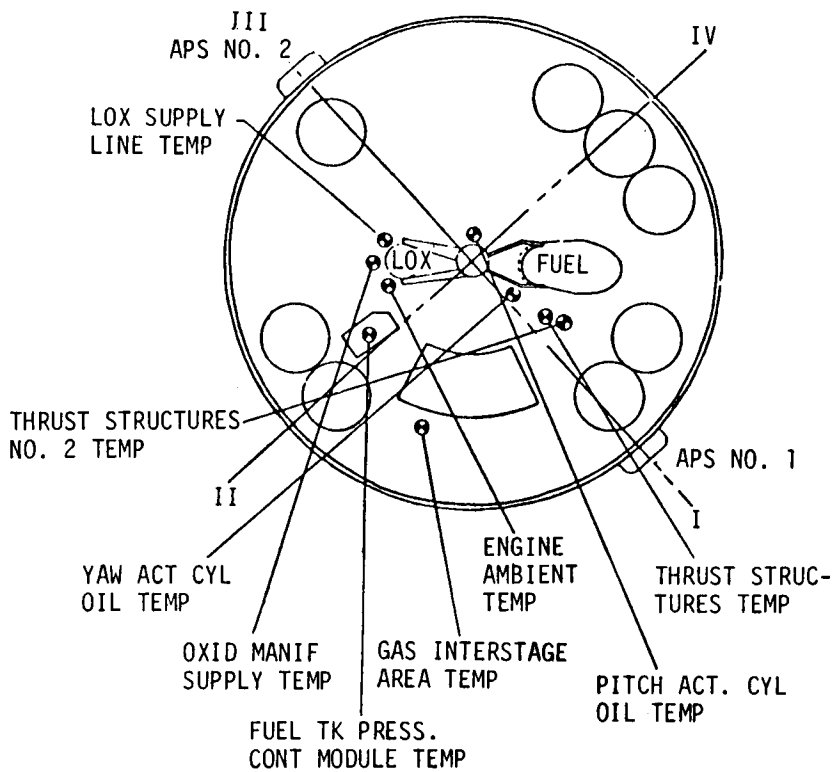 III
APS NO. 2
IV
LOX SUPPLY
LINE TEMP
LOX
FUEL
THRUST STRUCTURES
NO. 2 TEMP
II
APS NO. 1
I
YAW ACT CYL
OIL TEMP
ENGINE
AMBIENT
TEMP
THRUST STRUC-
TURES TEMP
OXID MANIF
SUPPLY TEMP
GAS INTERSTAGE
AREA TEMP
PITCH ACT. CYL
OIL TEMP
FUEL TK PRESS.
CONT MODULE TEMP